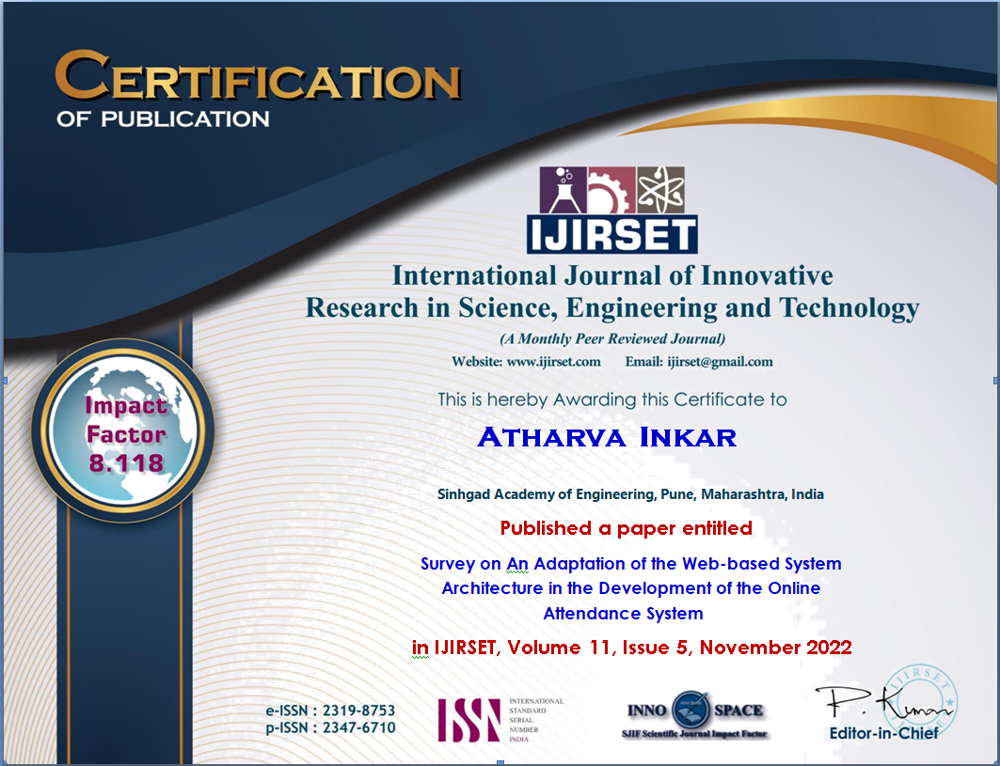 CERTIFICATION
OF PUBLICATION
IJIRSET
International Journal of Innovative
Research in Science, Engineering and Technology
(A Monthly Peer Reviewed Journal)
Website: www.ijirset.com Email: ijirset@gmail.com
This is hereby Awarding this Certificate to
ATHARVA INKAR
Impact
Factor
8.118
Sinhgad Academy of Engineering, Pune, Maharashtra, India
Published a paper entitled
Survey on An Adaptation of the Web-based System
Architecture in the Development of the Online
Attendance System
in IJIRSET, Volume 11, Issue 5, November 2022
e-ISSN : 2319-8753
p-ISSN : 2347-6710
ISSN
INTERNATIONAL
STANDARD
SERIAL
NUMBER
INDIA
INNO SPACE
SJIF Scientific Journal Impact Factor
IJIRSET
P. Kumar
Editor-in-Chief